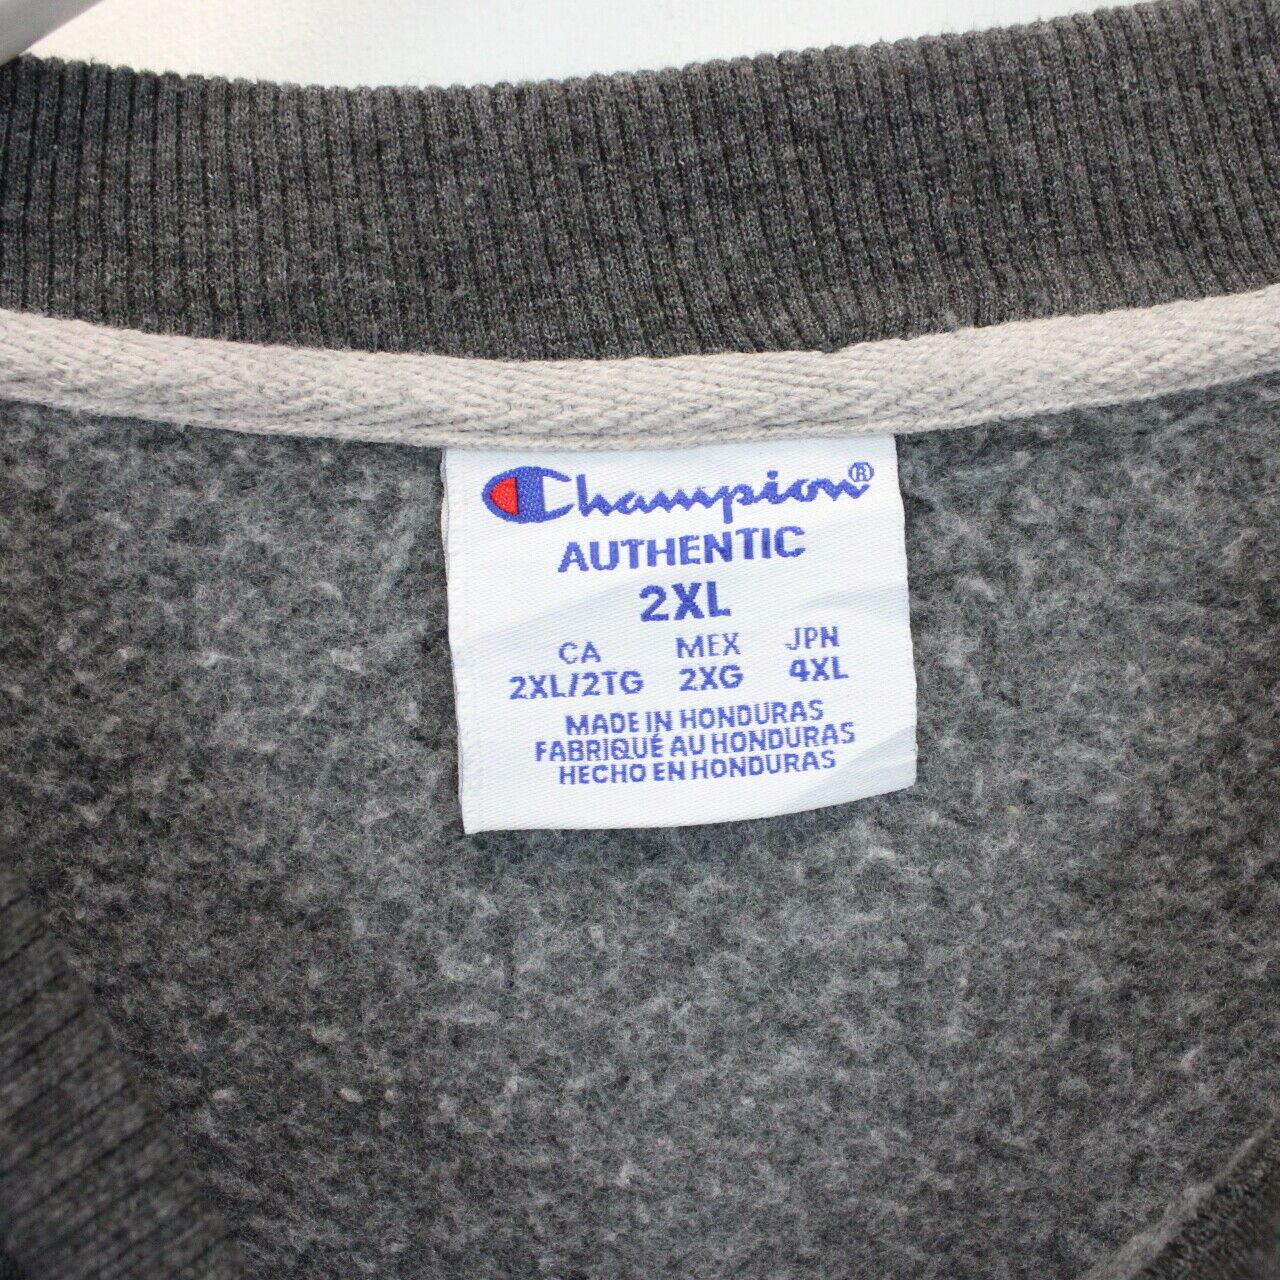 Champion®
AUTHENTIC
2XL
CA MEX JPN
2XL/2TG 2XG 4XL
MADE IN HONDURAS
FABRIQUÉ AU HONDURAS
HECHO EN HONDURAS